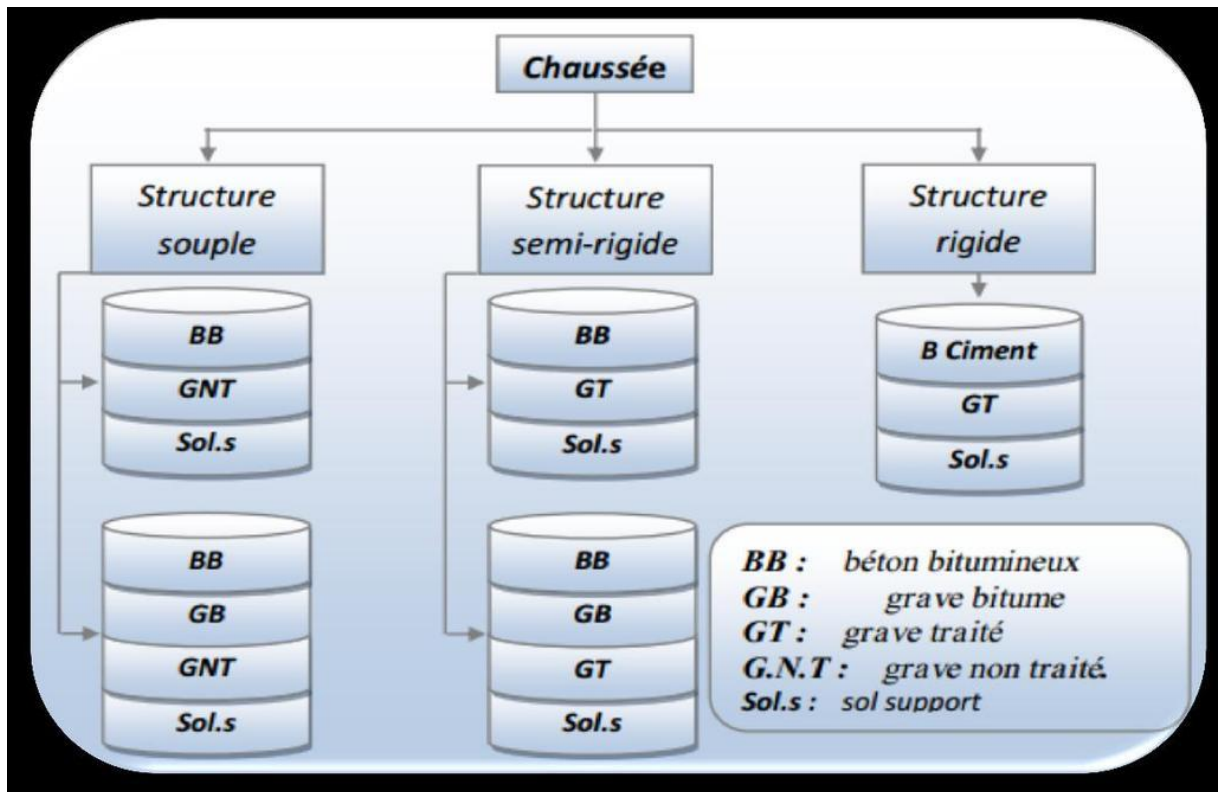 Chaussée
Structure
souple
Structure
semi-rigide
Structure
rigide
BB
GNT
Sol.s
BB
GT
Sol.s
B Ciment
GT
Sol.s
BB
GB
GNT
Sol.s
BB
GB
GT
Sol.s
BB : béton bitumineux
GB : grave bitume
GT : grave traité
G.N.T : grave non traité.
Sol.s : sol support